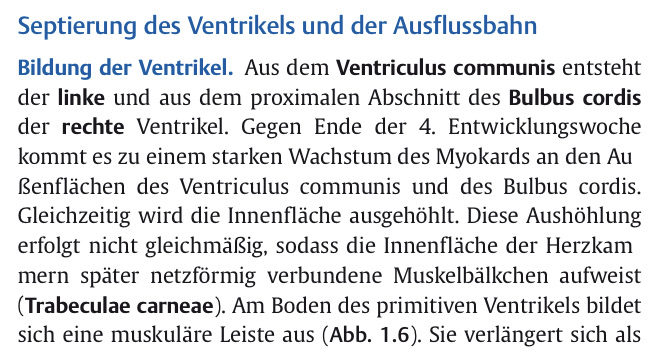 Septierung des Ventrikels und der Ausflussbahn
Bildung der Ventrikel. Aus dem Ventriculus communis entsteht
der linke und aus dem proximalen Abschnitt des Bulbus cordis
der rechte Ventrikel. Gegen Ende der 4. Entwicklungswoche
kommt es zu einem starken Wachstum des Myokards an den Au
ßenflächen des Ventriculus communis und des Bulbus cordis.
Gleichzeitig wird die Innenfläche ausgehöhlt. Diese Aushöhlung
erfolgt nicht gleichmäßig, sodass die Innenfläche der Herzkam
mern später netzförmig verbundene Muskelbälkchen aufweist
(Trabeculae carneae). Am Boden des primitiven Ventrikels bildet
sich eine muskuläre Leiste aus (Abb. 1.6). Sie verlängert sich als